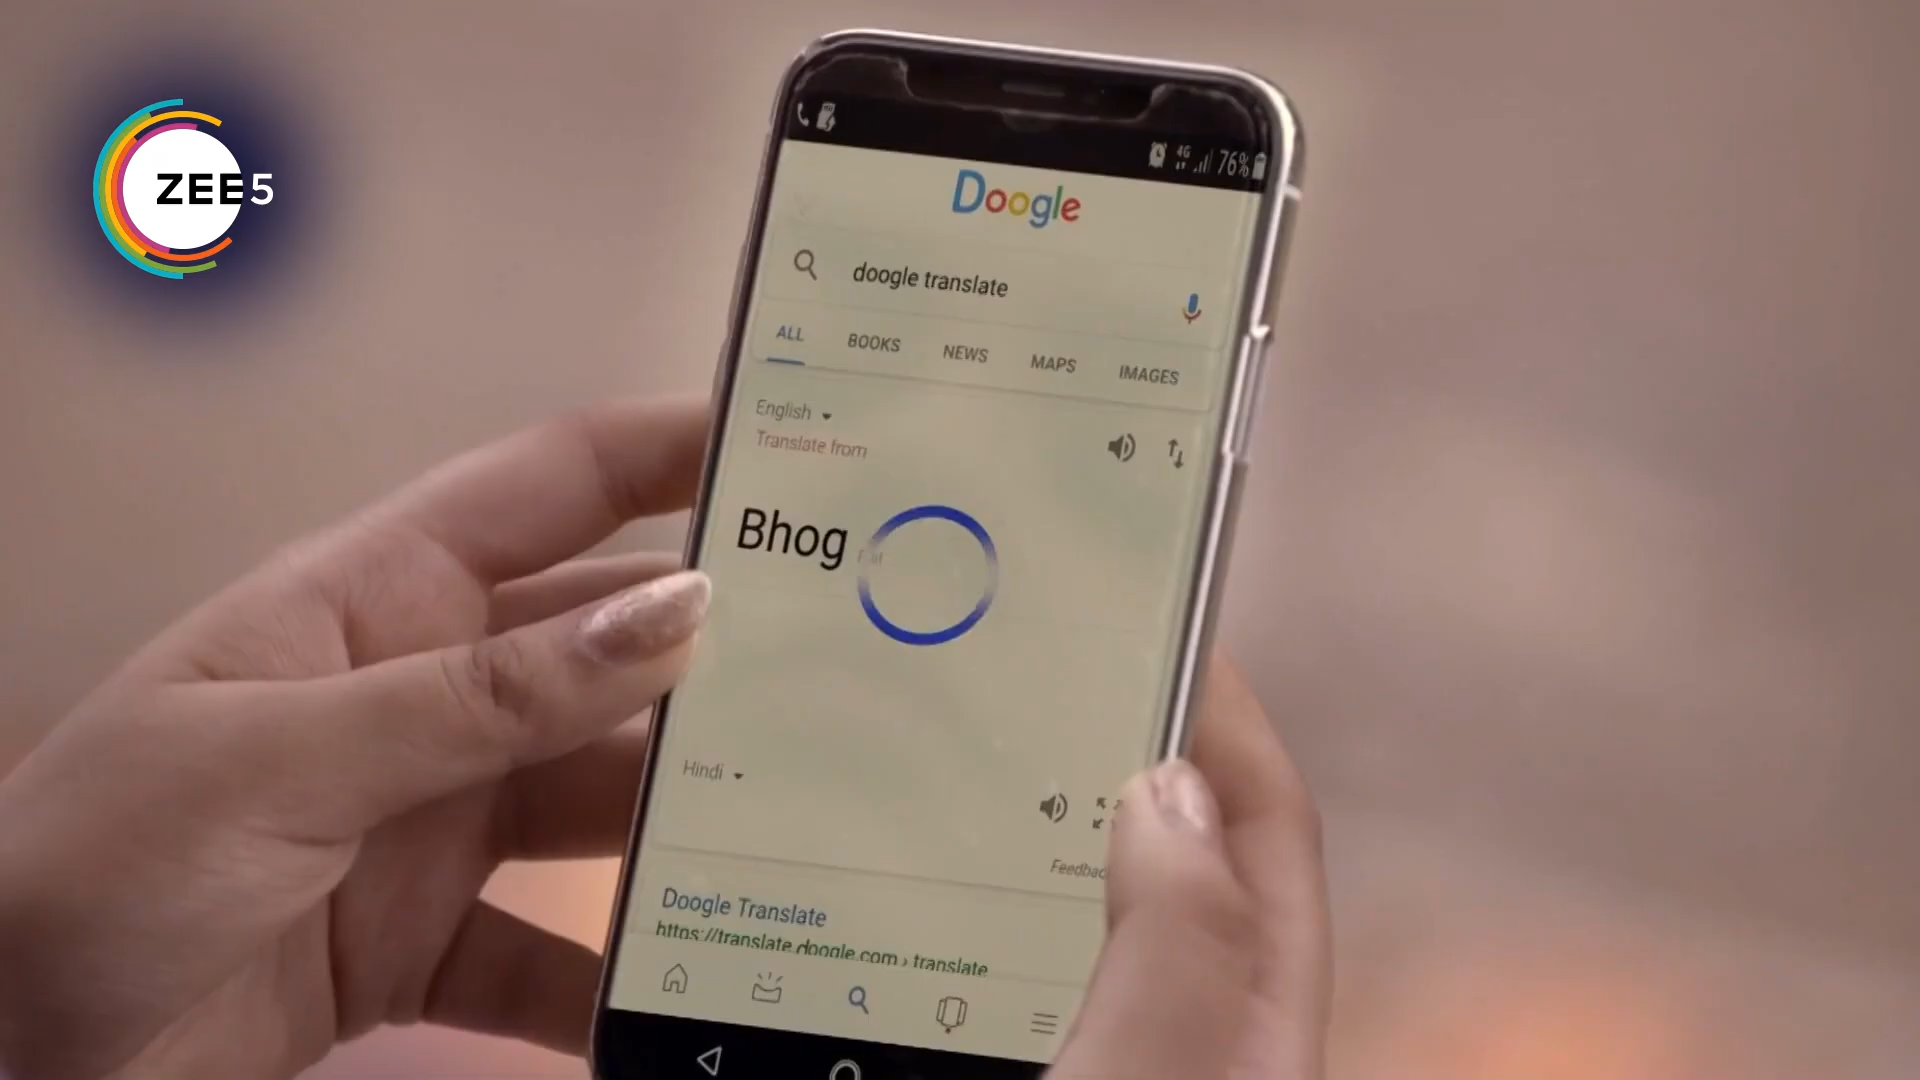 ZEE5
4G 76%
Doogle
doogle translate
ALL BOOKS NEWS MAPS IMAGES
English
Translate from
Bhog
Hindi
Doogle Translate
https://translate.doogle.com › translate